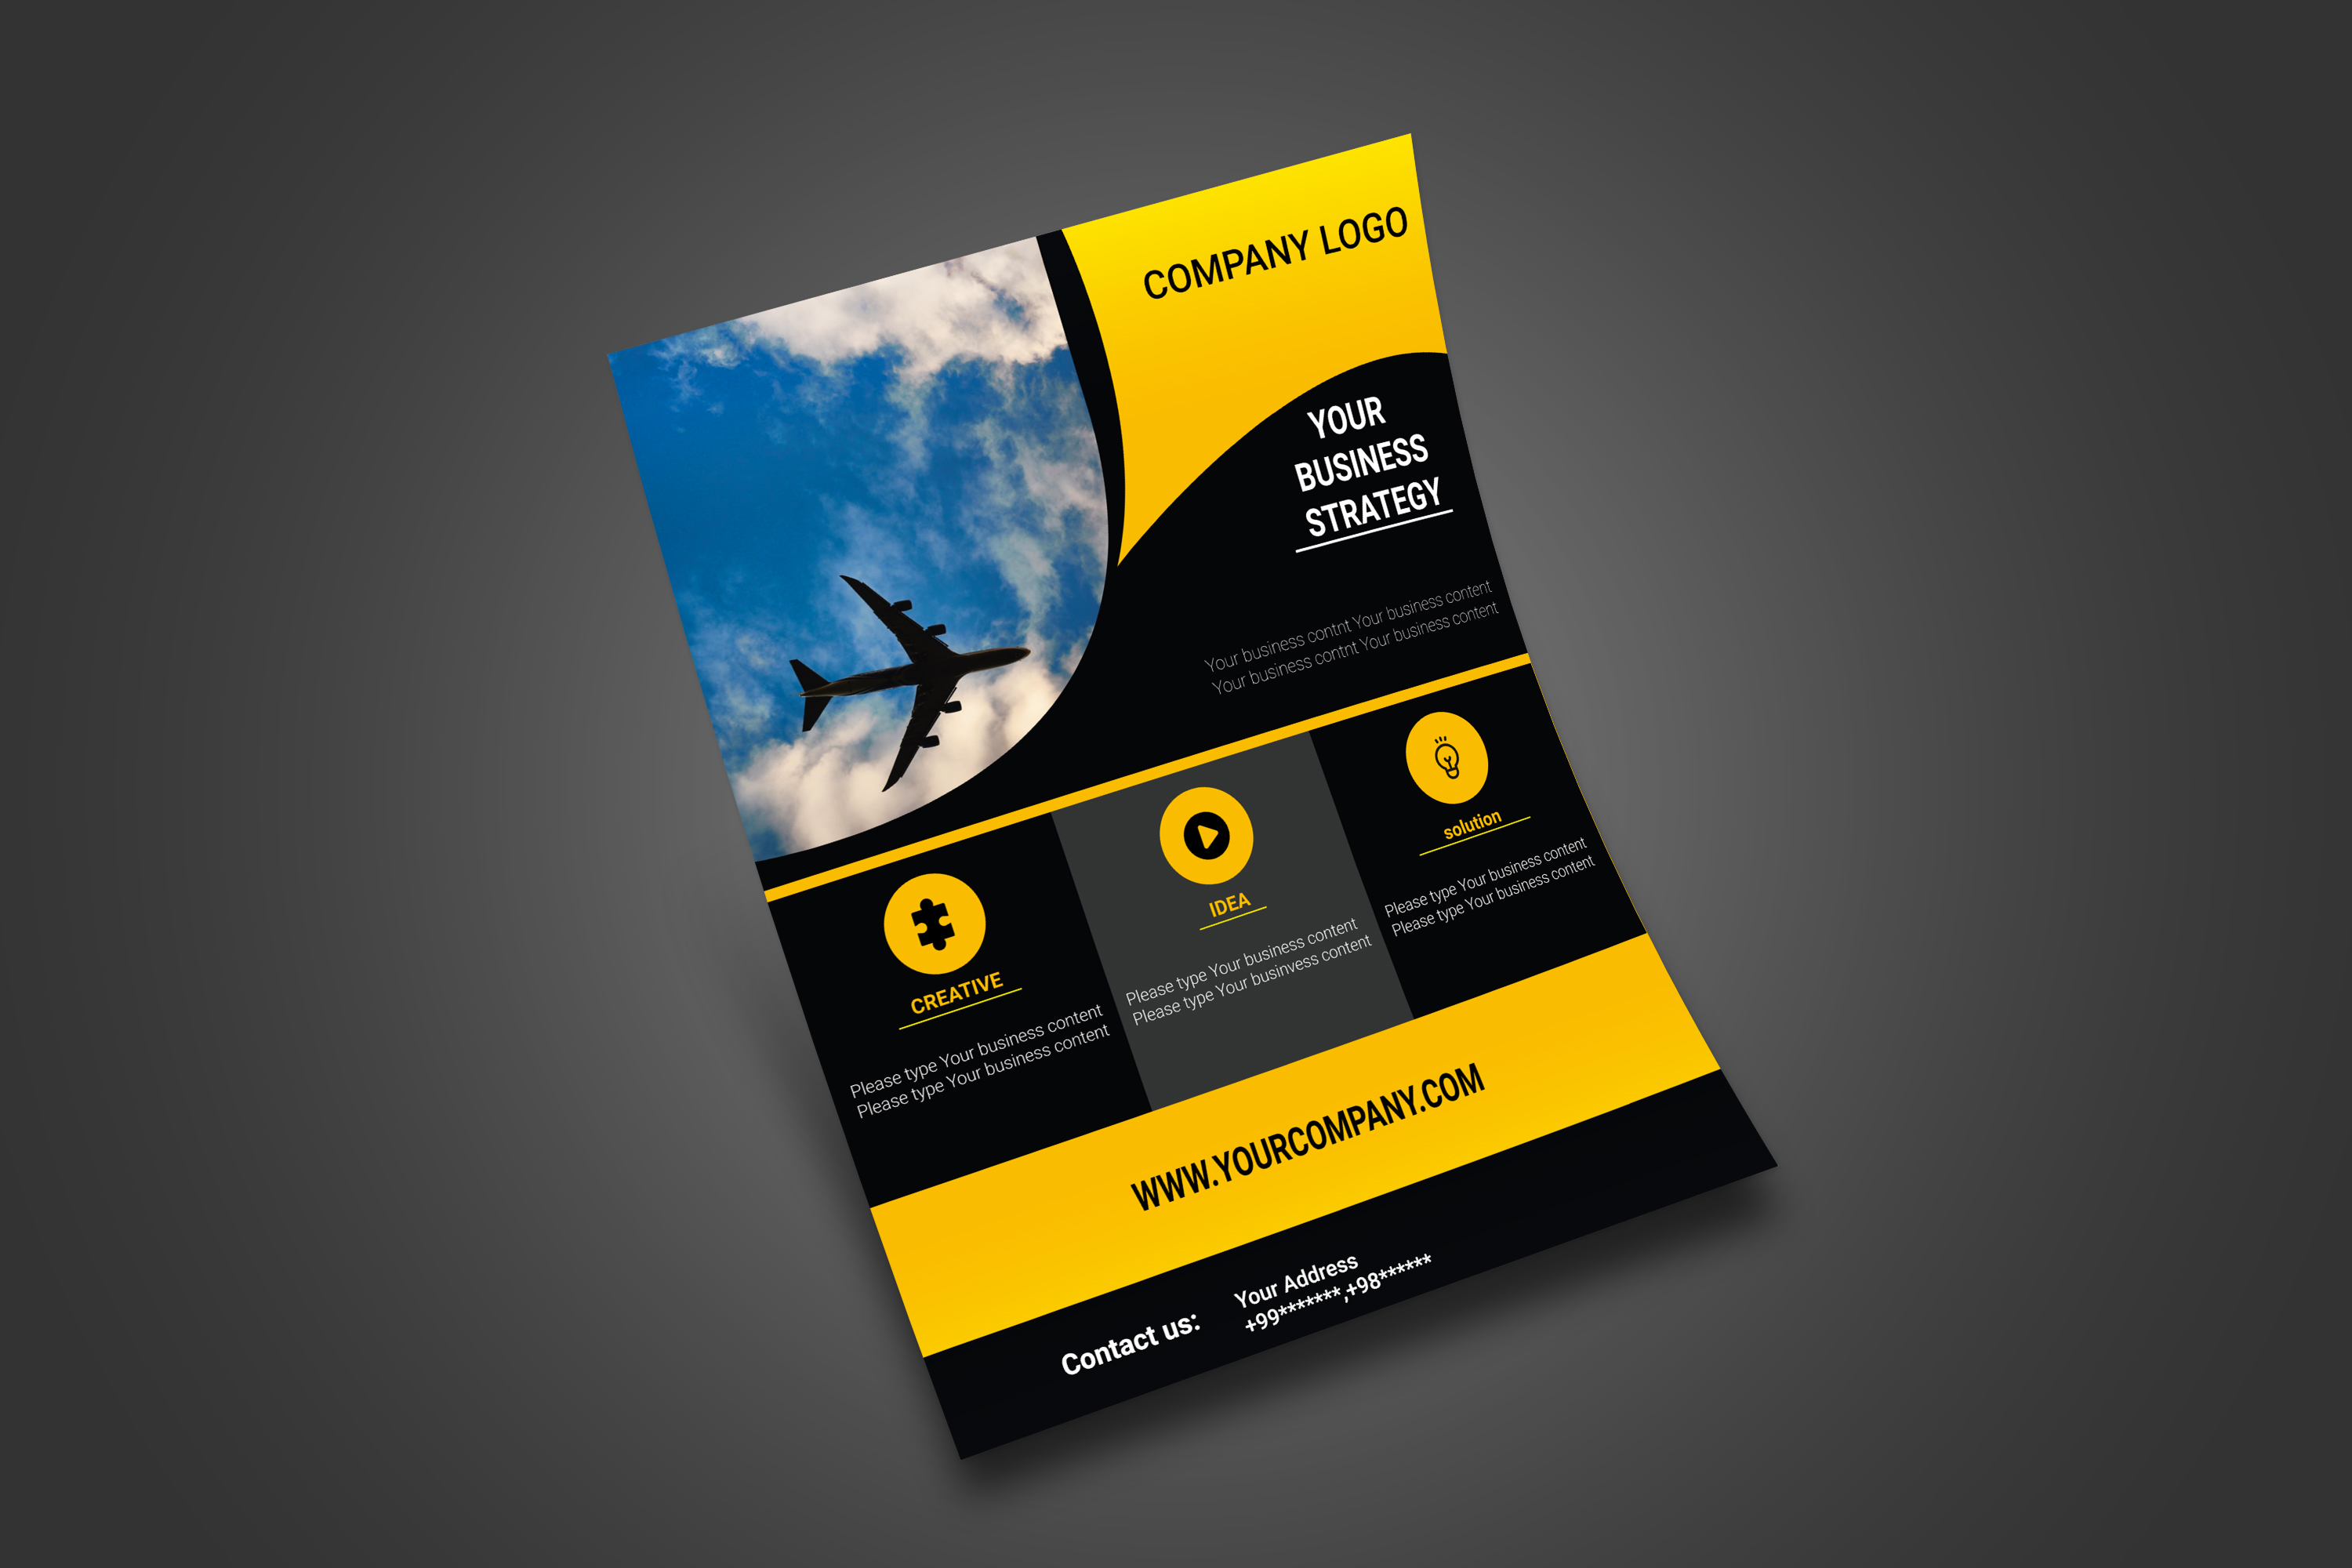 COMPANY LOGO
YOUR
BUSINESS
STRATEGY
Your business contnt Your business content
Your business contnt Your business content
CREATIVE
Please type Your business content
Please type Your business content
IDEA
Please type Your business content
Please type Your businvess content
solution
Please type Your business content
Please type Your business content
WWW.YOURCOMPANY.COM
Contact us:
Your Address
+99*******,+98******